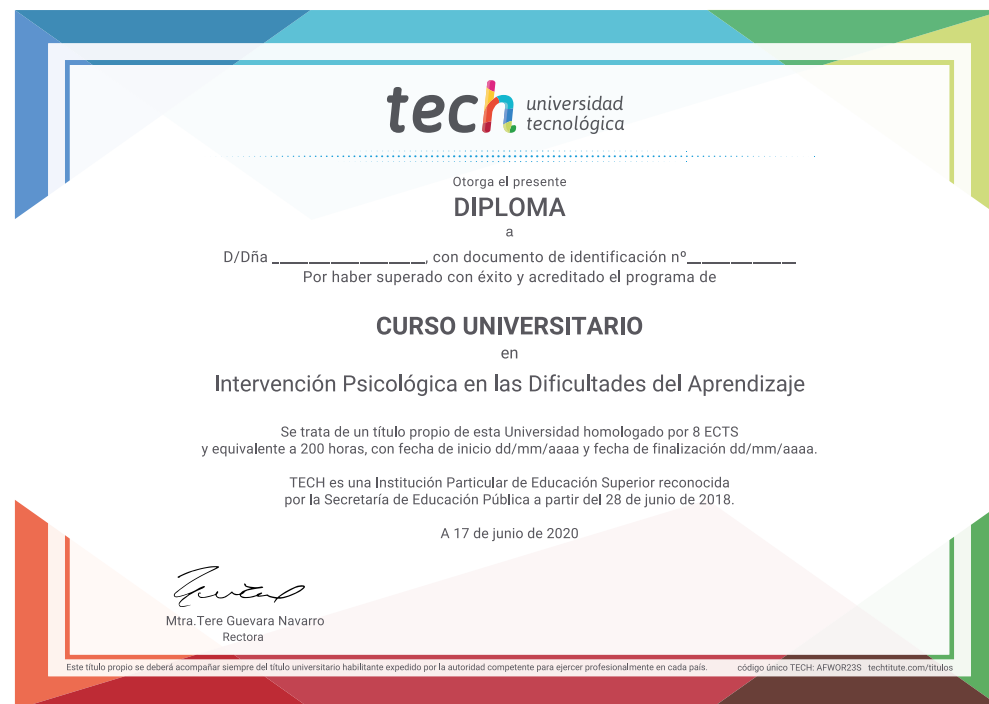 tech universidad
tecnológica
Otorga el presente
DIPLOMA
a
D/Dña _____________________, con documento de identificación nº_______________
Por haber superado con éxito y acreditado el programa de
CURSO UNIVERSITARIO
en
Intervención Psicológica en las Dificultades del Aprendizaje
Se trata de un título propio de esta Universidad homologado por 8 ECTS
y equivalente a 200 horas, con fecha de inicio dd/mm/aaaa y fecha de finalización dd/mm/aaaa.
TECH es una Institución Particular de Educación Superior reconocida
por la Secretaría de Educación Pública a partir del 28 de junio de 2018.
A 17 de junio de 2020
Mtra.Tere Guevara Navarro
Rectora
Este título propio se deberá acompañar siempre del título universitario habilitante expedido por la autoridad competente para ejercer profesionalmente en cada país. código único TECH: AFWOR23S techtitute.com/titulos